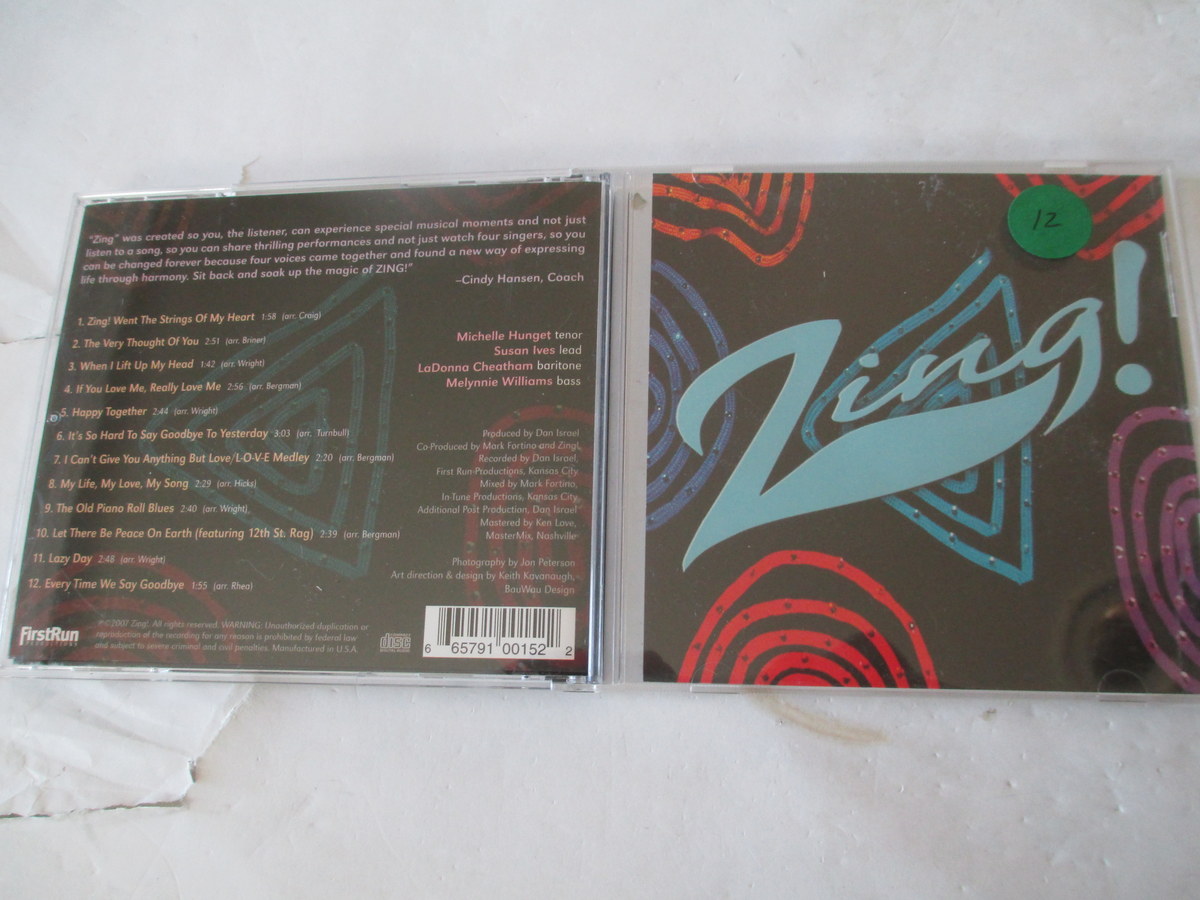 "Zing" was created so you, the listener, can experience special musical moments and not just
listen to a song, so you can share thrilling performances and not just watch four singers, so you
can be changed forever because four voices came together and found a new way of expressing
life through harmony. Sit back and soak up the magic of ZING!"
–Cindy Hansen, Coach
1. Zing! Went The Strings Of My Heart 1:58 (arr. Craig)
2. The Very Thought Of You 2:51 (arr. Briner)
3. When I Lift Up My Head 1:42 (arr. Wright)
4. If You Love Me, Really Love Me 2:56 (arr. Bergman)
5. Happy Together 2:44 (arr. Wright)
6. It's So Hard To Say Goodbye To Yesterday 3:03 (arr. Turnbull)
7. I Can't Give You Anything But Love/L-O-V-E Medley 2:20 (arr. Bergman)
8. My Life, My Love, My Song 2:29 (arr. Hicks)
9. The Old Piano Roll Blues 2:40 (arr. Wright)
10. Let There Be Peace On Earth (featuring 12th St. Rag) 2:39 (arr. Bergman)
11. Lazy Day 2:48 (arr. Wright)
12. Every Time We Say Goodbye 1:55 (arr. Rhea)
Michelle Hunget tenor
Susan Ives lead
LaDonna Cheatham baritone
Melynnie Williams bass
Produced by Dan Israel
Co-Produced by Mark Fortino and Zing!,
Recorded by Dan Israel,
First Run Productions, Kansas City
Mixed by Mark Fortino,
In Tune Productions, Kansas City
Additional Post Production, Dan Israel
Mastered by Ken Love,
MasterMix, Nashville
Photography by Jon Peterson
Art direction & design by Keith Kavanaugh,
BauWau Design
FirstRun
PRODUCTIONS
℗©2007 Zing!. All rights reserved. WARNING: Unauthorized duplication or
reproduction of the recording for any reason is prohibited by federal law
and subject to severe criminal and civil penalties. Manufactured in U.S.A.
COMPACT
disc
DIGITAL AUDIO
6 65791 00152 2
12
Zing!